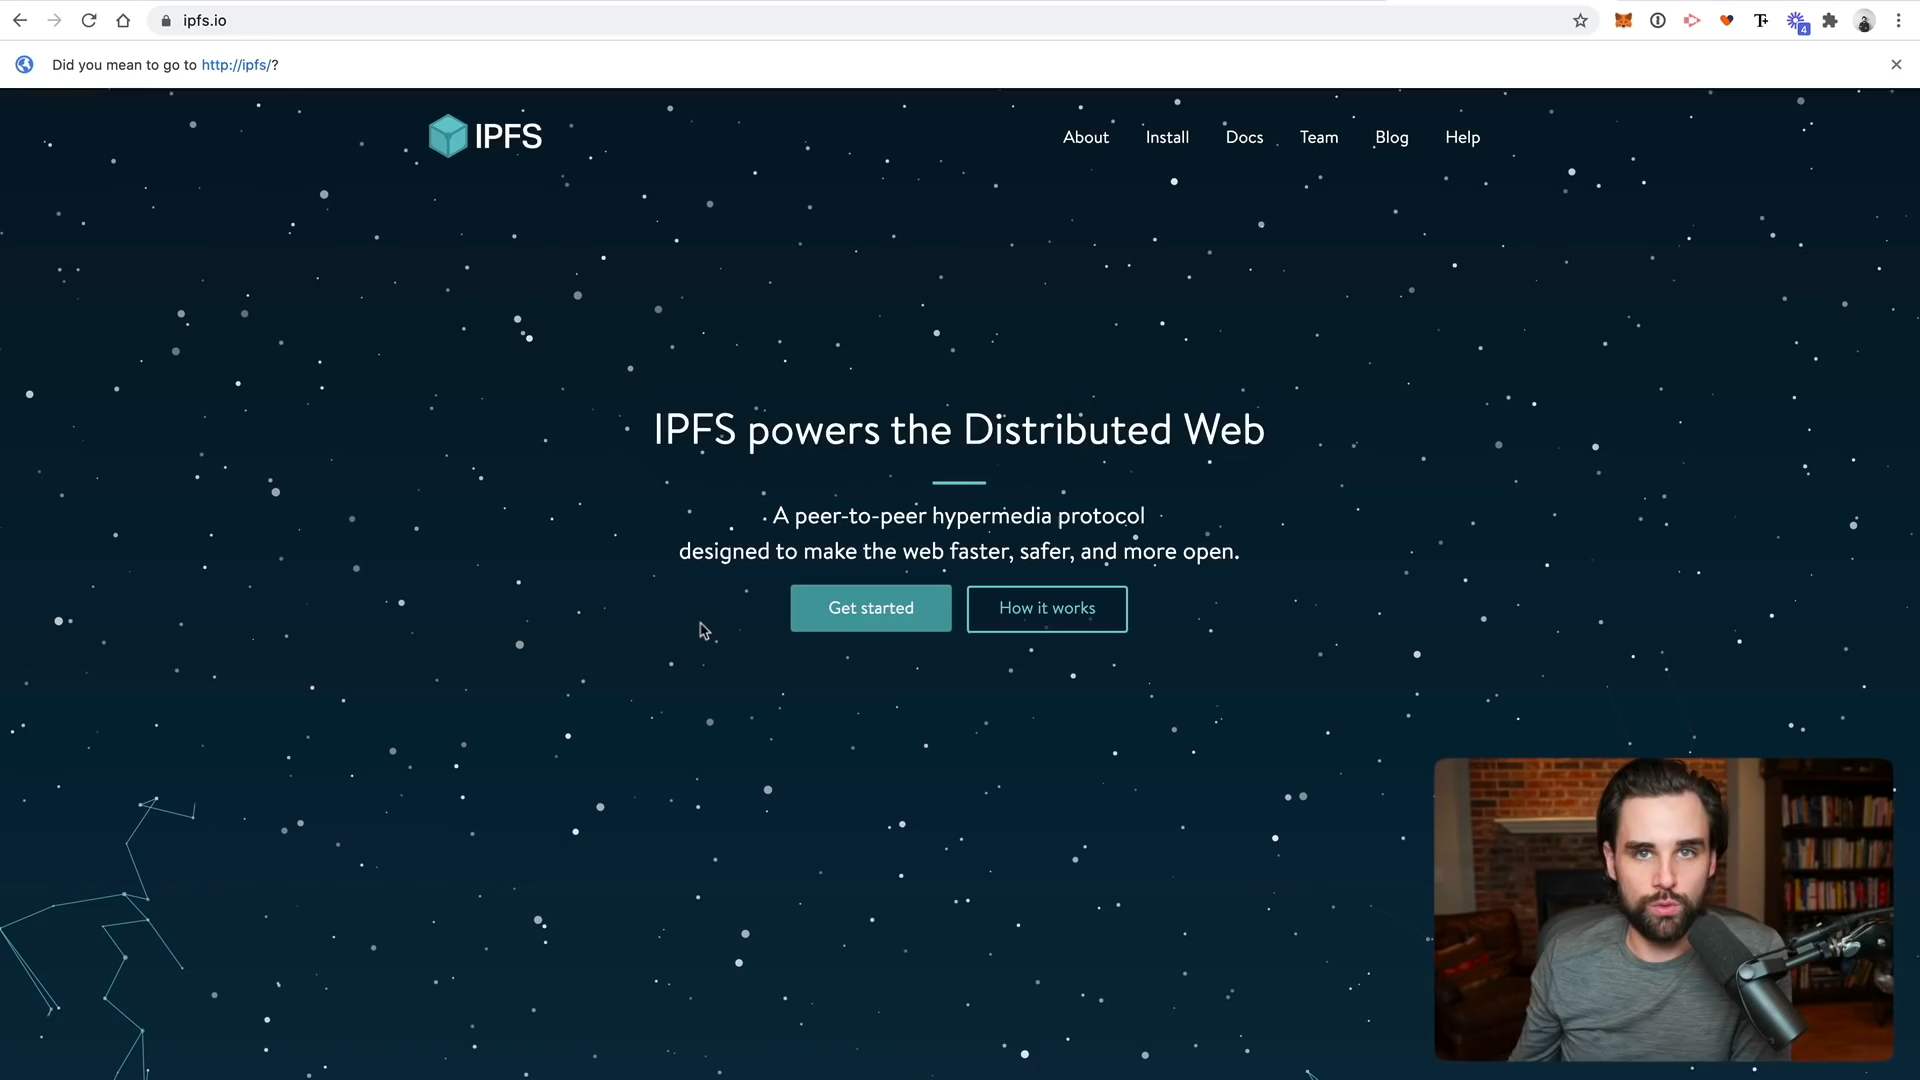 ipfs.io
4
Did you mean to go to http://ipfs/?
IPFS
About Install Docs Team Blog Help
IPFS powers the Distributed Web
A peer-to-peer hypermedia protocol
designed to make the web faster, safer, and more open.
Get started How it works